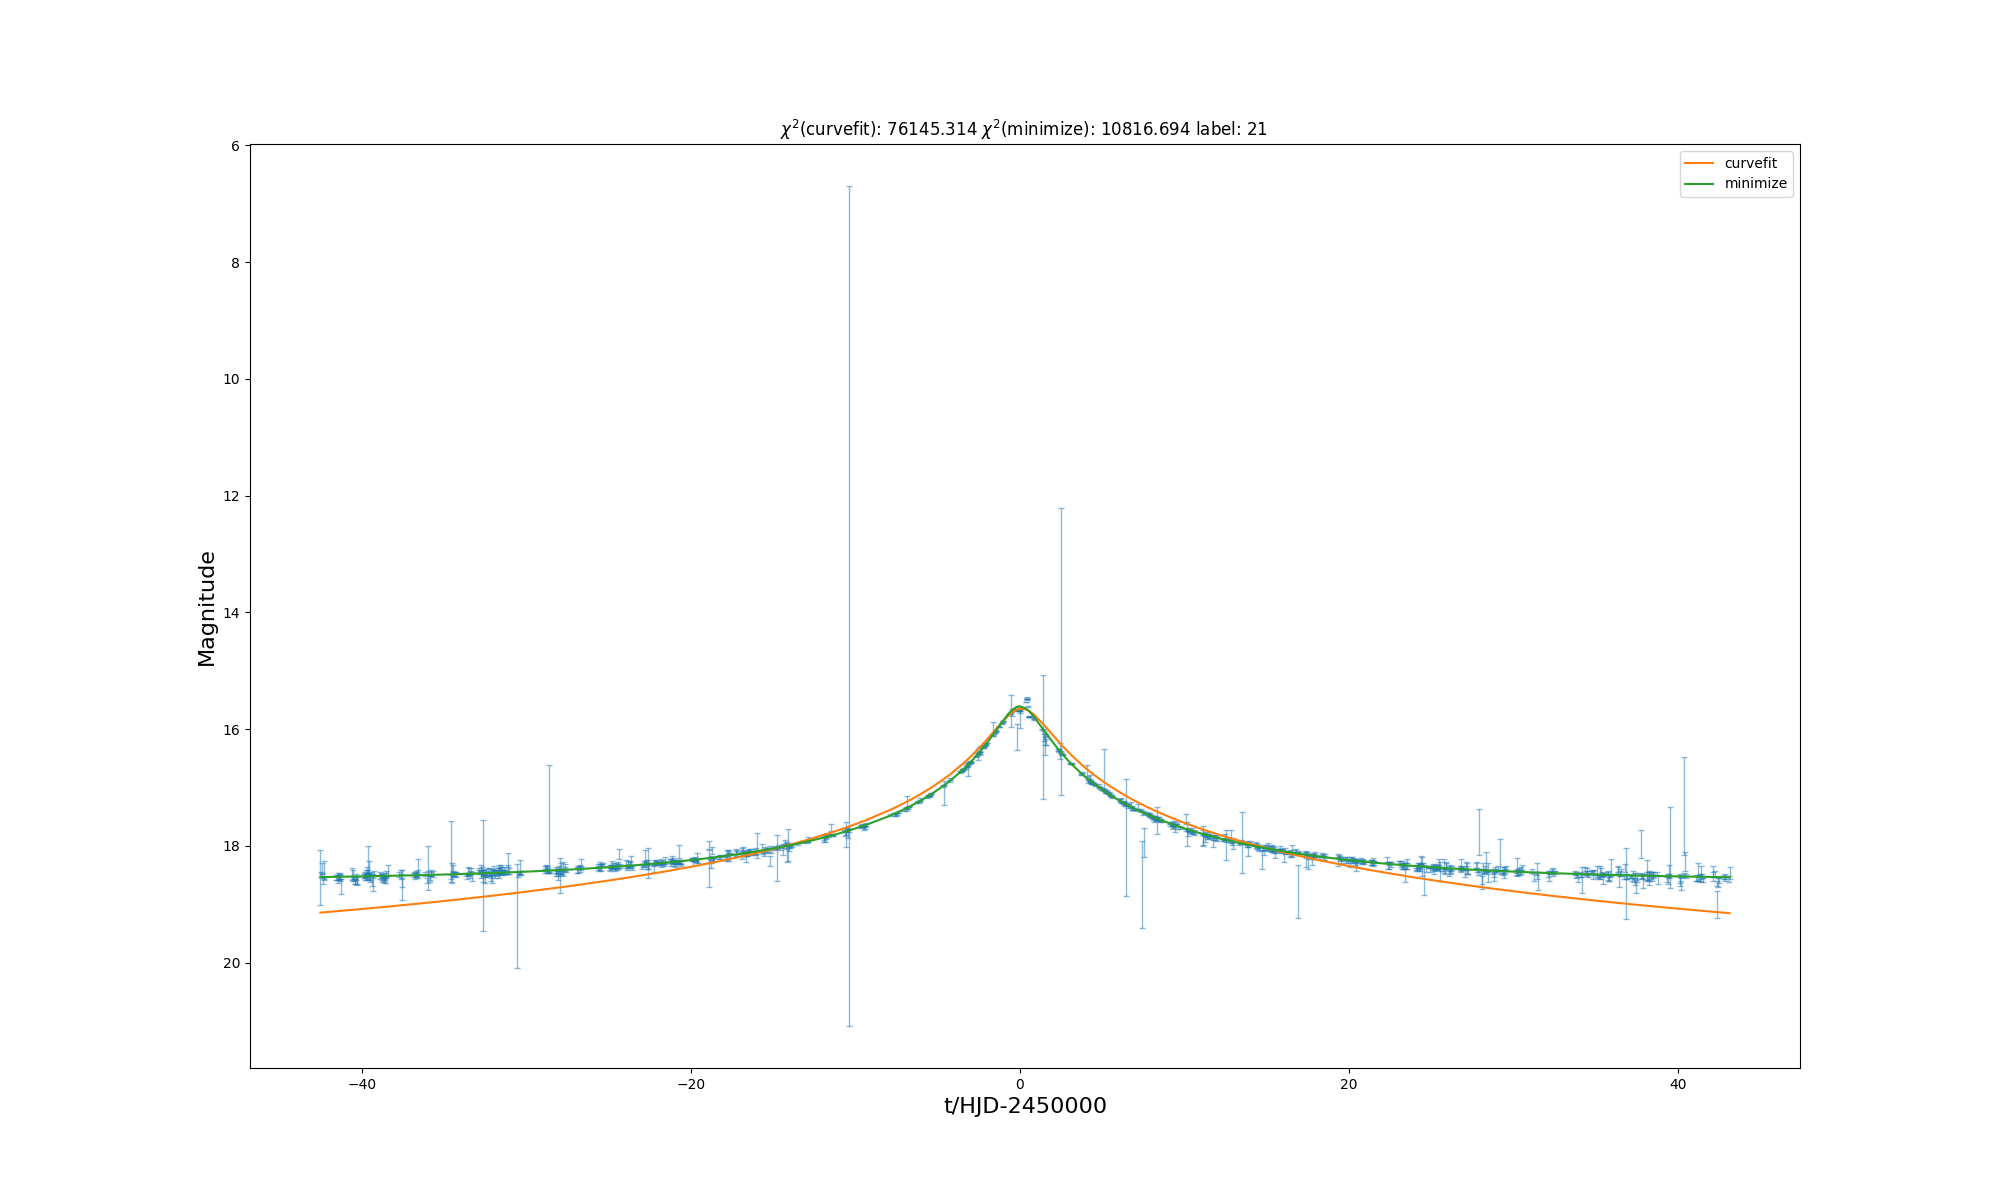 χ²(curvefit): 76145.314 χ²(minimize): 10816.694 label: 21
curvefit
minimize
Magnitude
6
8
10
12
14
16
18
20
−40
−20
0
20
40
t/HJD-2450000